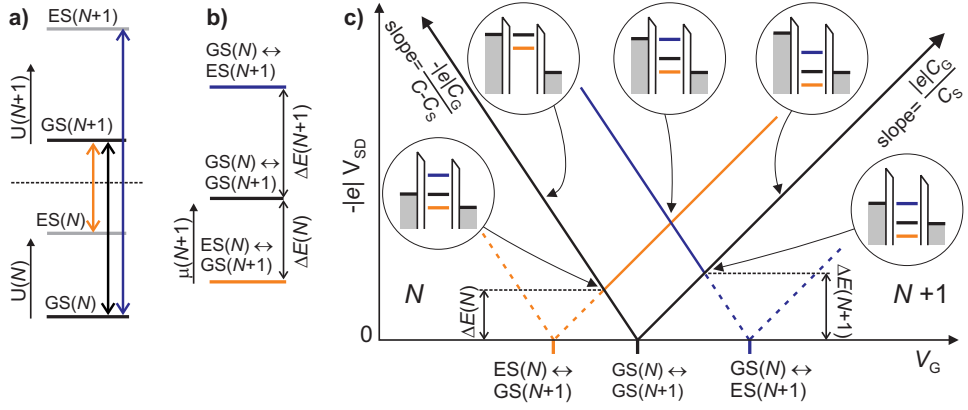 a)
ES(N+1)
U(N+1)
GS(N+1)
ES(N)
U(N)
GS(N)
b)
GS(N) ↔
ES(N+1)
ΔE(N+1)
GS(N) ↔
GS(N+1)
ΔE(N)
μ(N+1)
ES(N) ↔
GS(N+1)
c)
-|e| V_SD
slope= -|e|C_G
C-C_S
slope= |e|C_G
C_S
N
N+1
ΔE(N)
ΔE(N+1)
0
V_G
ES(N) ↔
GS(N+1)
GS(N) ↔
GS(N+1)
GS(N) ↔
ES(N+1)